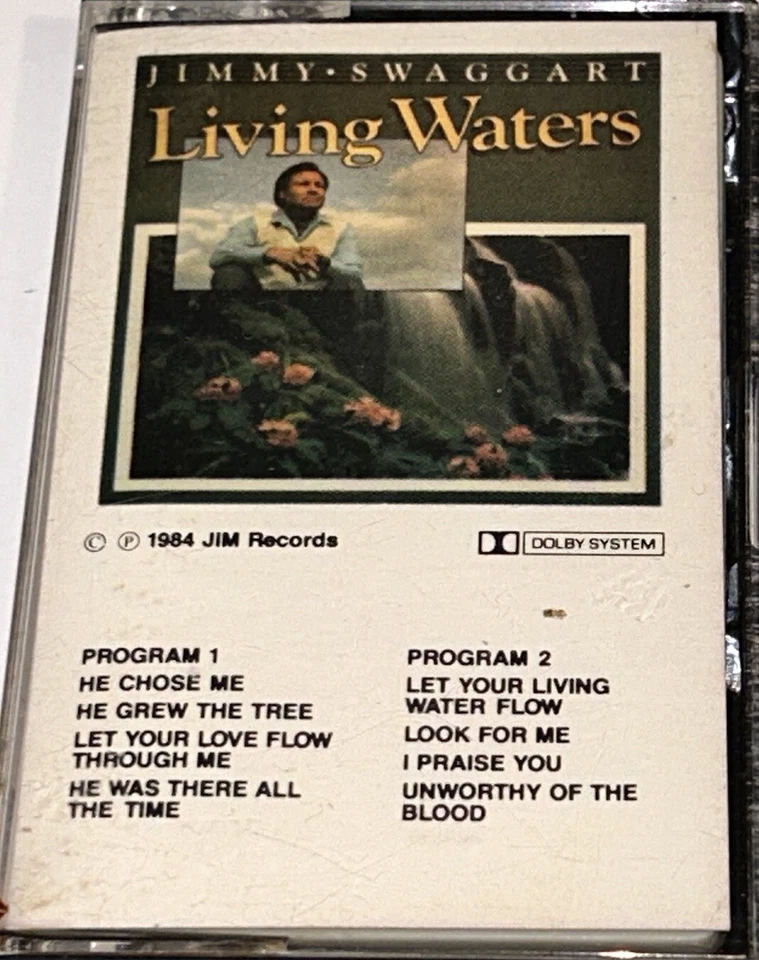 JIMMY • SWAGGART
Living Waters
© ℗ 1984 JIM Records
DOLBY SYSTEM
PROGRAM 1
HE CHOSE ME
HE GREW THE TREE
LET YOUR LOVE FLOW
THROUGH ME
HE WAS THERE ALL
THE TIME
PROGRAM 2
LET YOUR LIVING
WATER FLOW
LOOK FOR ME
I PRAISE YOU
UNWORTHY OF THE
BLOOD